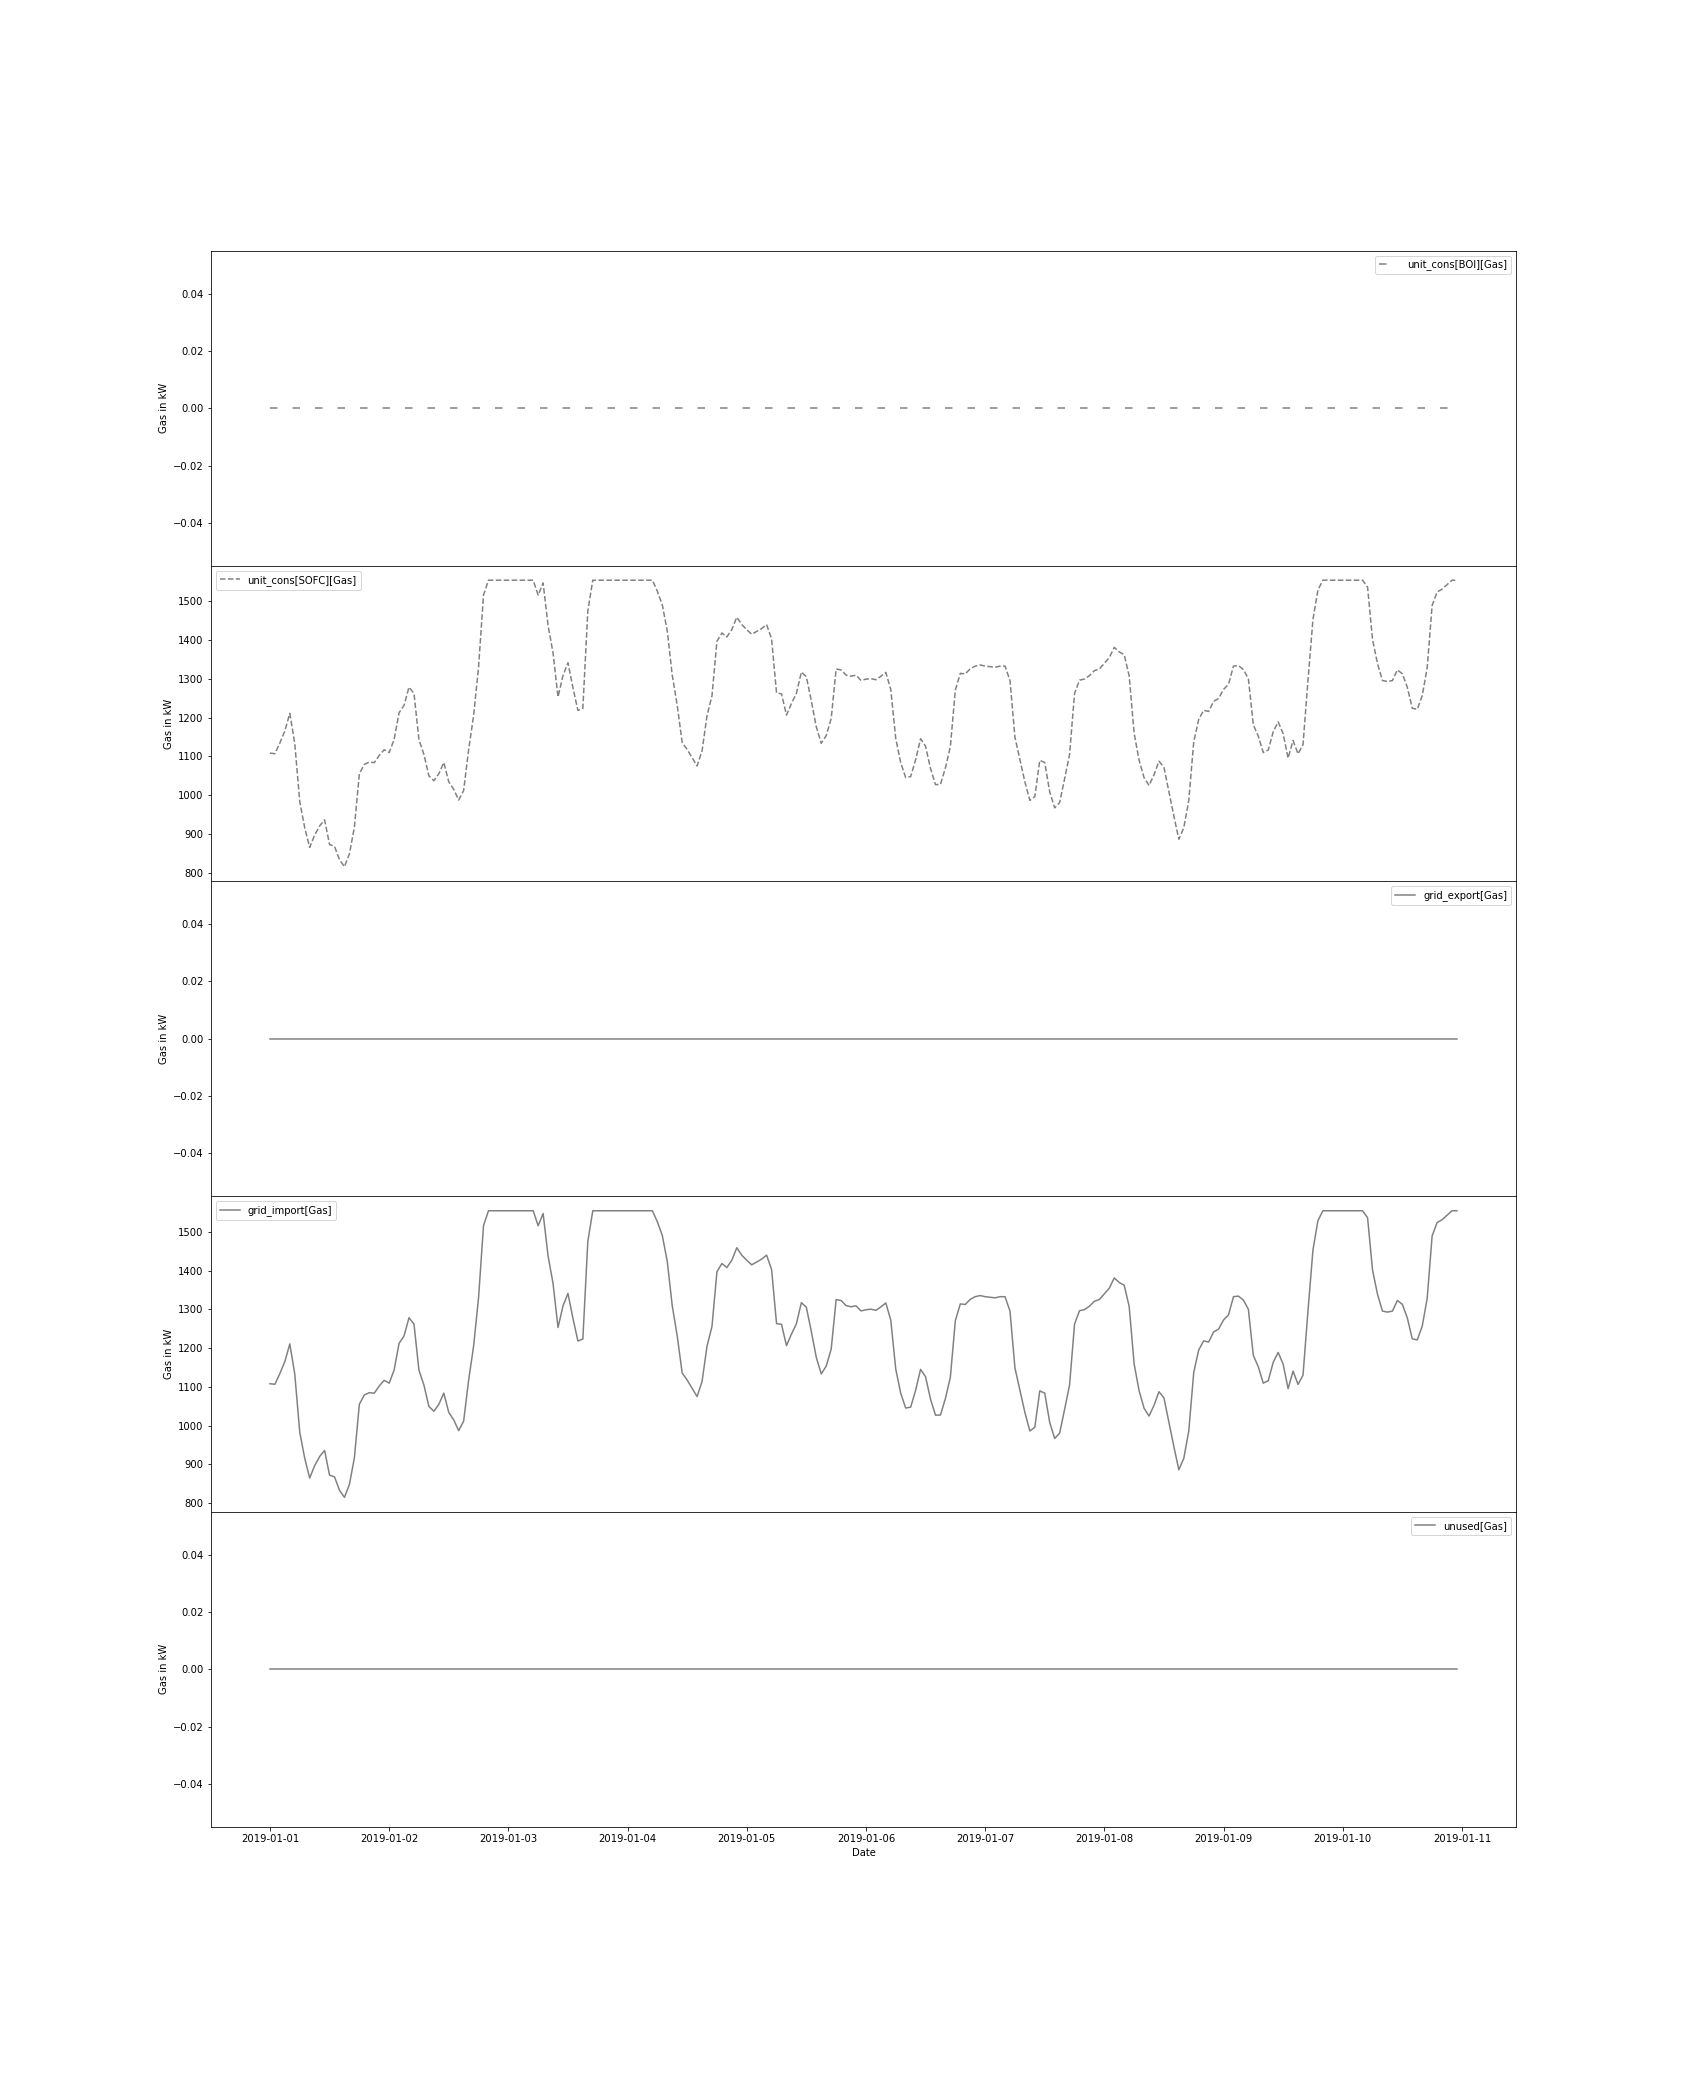 unit_cons[BOI][Gas]
0.04
0.02
0.00
−0.02
−0.04
Gas in kW
unit_cons[SOFC][Gas]
1500
1400
1300
1200
1100
1000
900
800
Gas in kW
grid_export[Gas]
0.04
0.02
0.00
−0.02
−0.04
Gas in kW
grid_import[Gas]
1500
1400
1300
1200
1100
1000
900
800
Gas in kW
unused[Gas]
0.04
0.02
0.00
−0.02
−0.04
Gas in kW
2019-01-01 2019-01-02 2019-01-03 2019-01-04 2019-01-05 2019-01-06 2019-01-07 2019-01-08 2019-01-09 2019-01-10 2019-01-11
Date